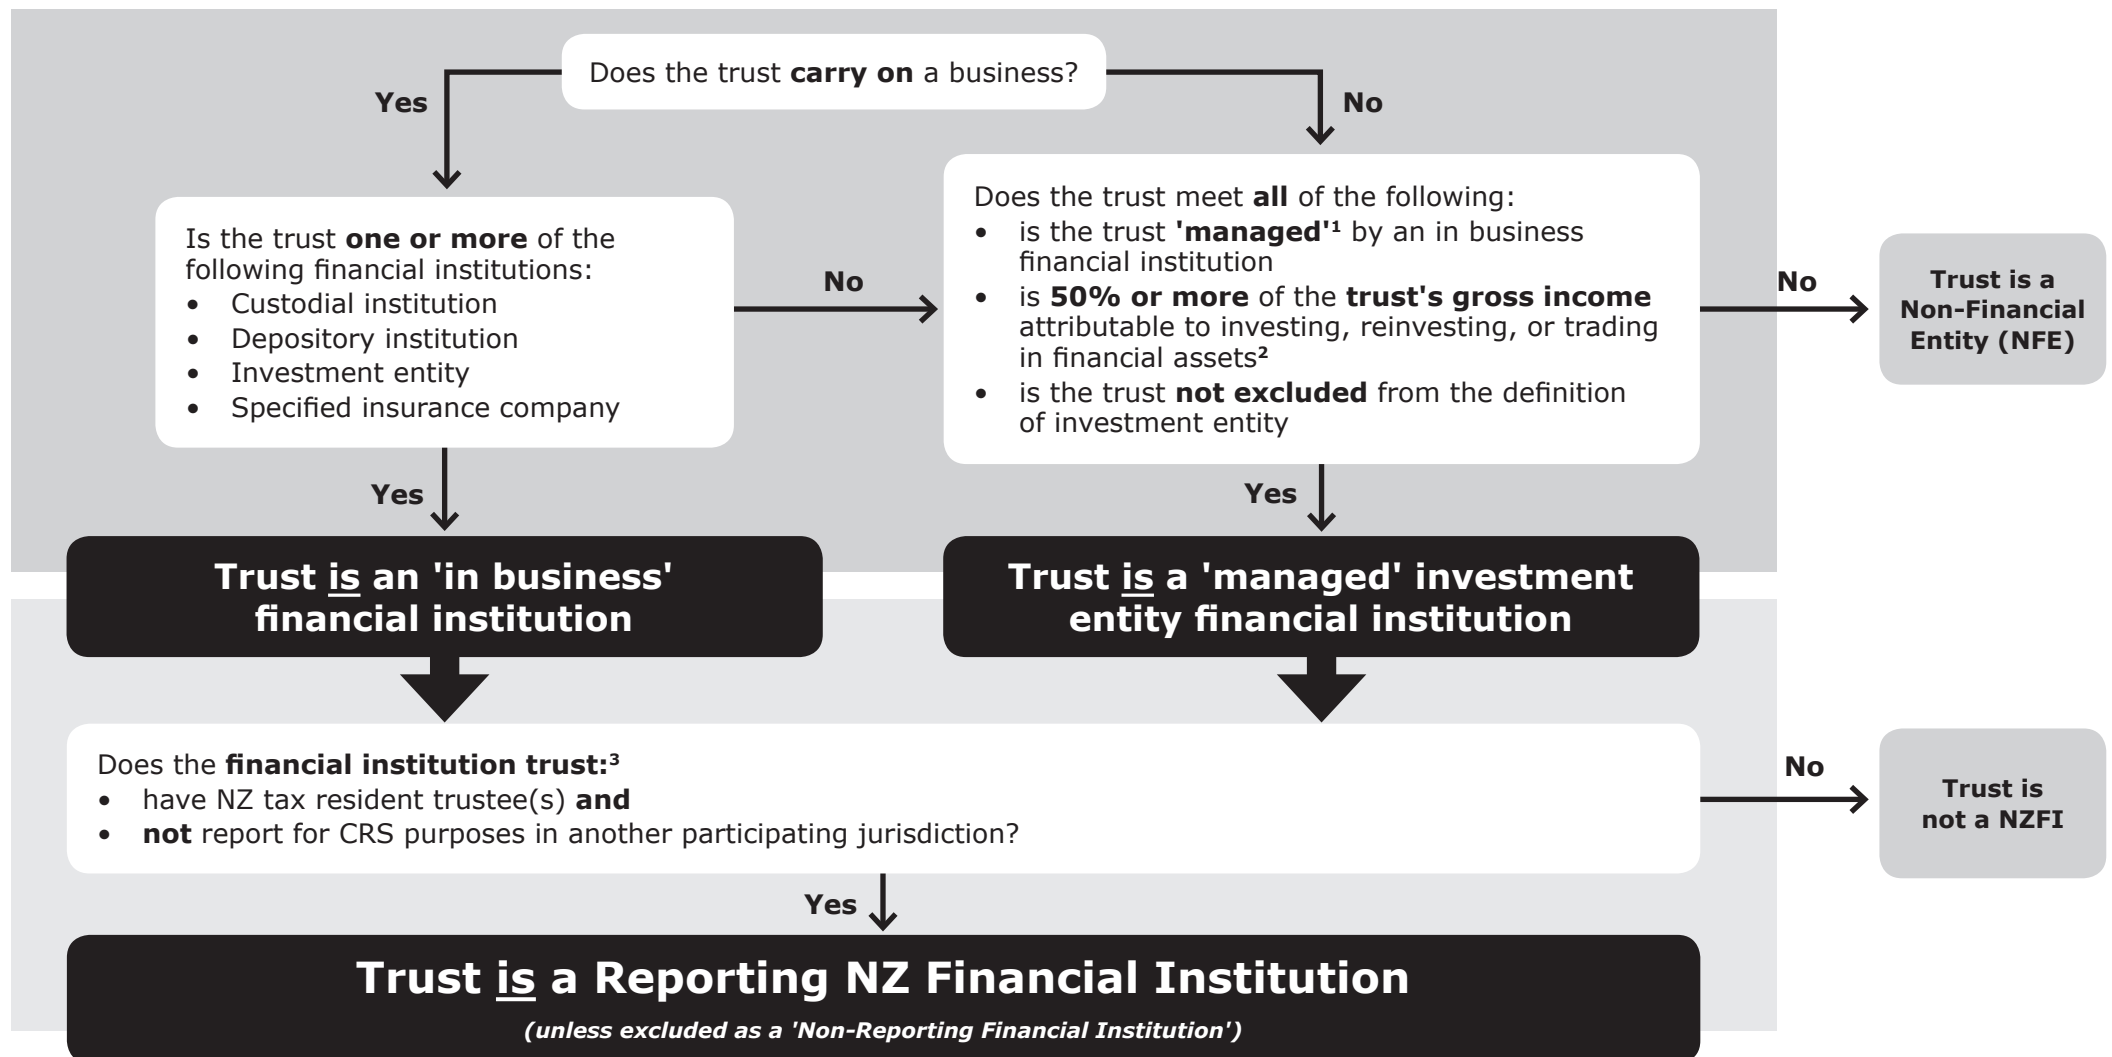 Does the trust carry on a business?
Yes
No
Is the trust one or more of the
following financial institutions:
• Custodial institution
• Depository institution
• Investment entity
• Specified insurance company
No
Does the trust meet all of the following:
• is the trust 'managed'¹ by an in business
financial institution
• is 50% or more of the trust's gross income
attributable to investing, reinvesting, or trading
in financial assets²
• is the trust not excluded from the definition
of investment entity
No
Trust is a
Non-Financial
Entity (NFE)
Yes
Yes
Trust is an 'in business'
financial institution
Trust is a 'managed' investment
entity financial institution
Does the financial institution trust:³
• have NZ tax resident trustee(s) and
• not report for CRS purposes in another participating jurisdiction?
No
Trust is
not a NZFI
Yes
Trust is a Reporting NZ Financial Institution
(unless excluded as a 'Non-Reporting Financial Institution')